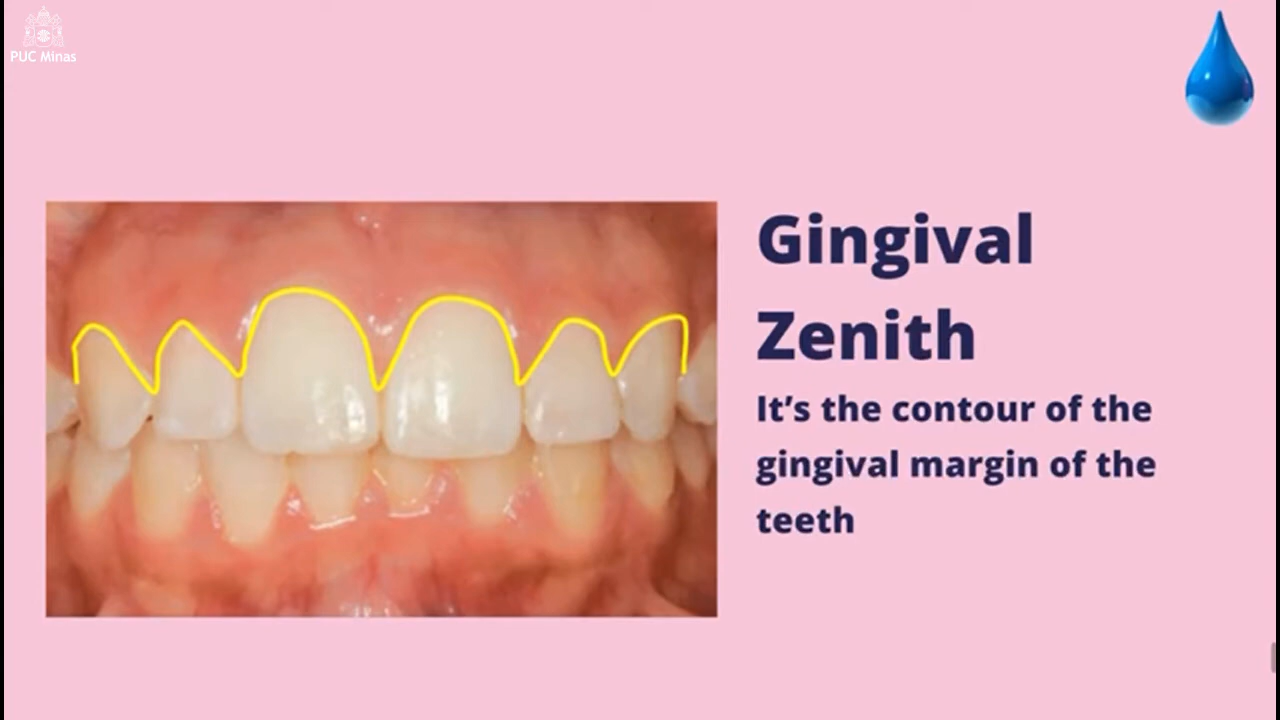 PUC Minas
Gingival
Zenith
It’s the contour of the
gingival margin of the
teeth